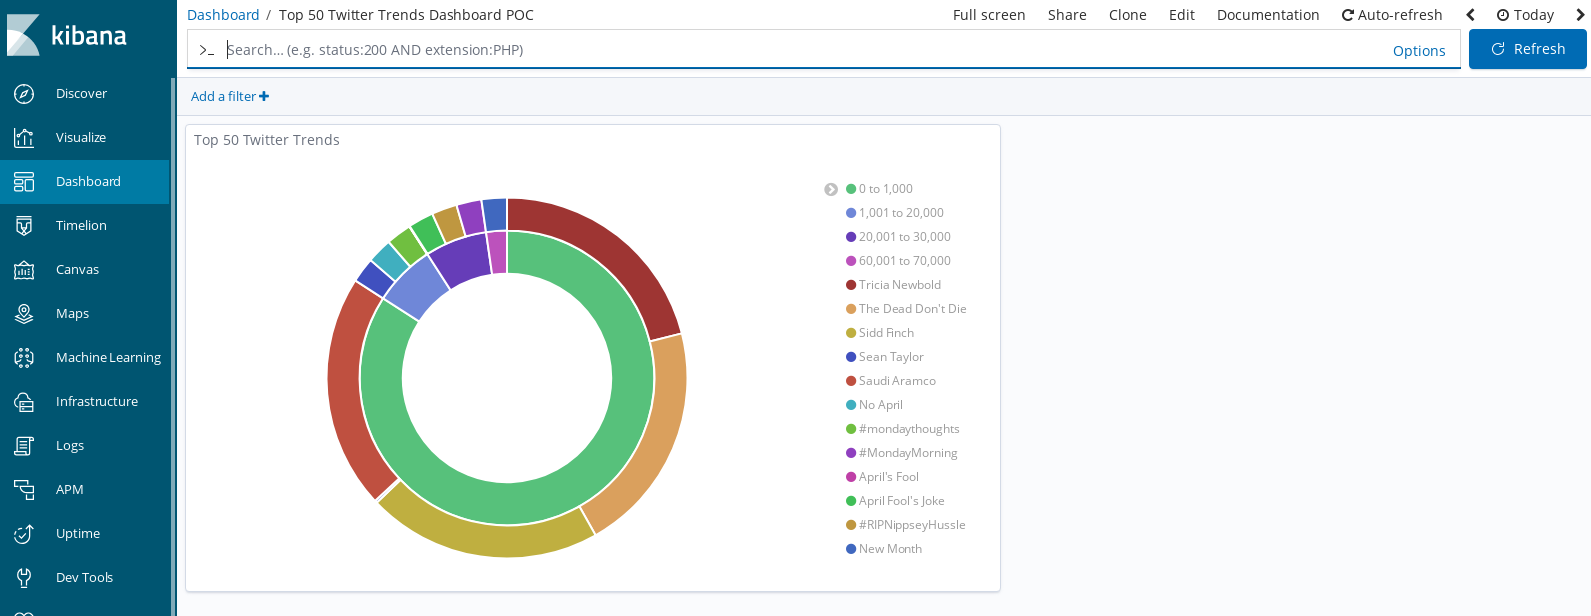 kibana
Dashboard / Top 50 Twitter Trends Dashboard POC
Full screen Share Clone Edit Documentation Auto-refresh Today
>_ Search... (e.g. status:200 AND extension:PHP) Options Refresh
Add a filter +
Discover
Visualize
Dashboard
Timelion
Canvas
Maps
Machine Learning
Infrastructure
Logs
APM
Uptime
Dev Tools
Top 50 Twitter Trends
0 to 1,000
1,001 to 20,000
20,001 to 30,000
60,001 to 70,000
Tricia Newbold
The Dead Don't Die
Sidd Finch
Sean Taylor
Saudi Aramco
No April
#mondaythoughts
#MondayMorning
April's Fool
April Fool's Joke
#RIPNippseyHussle
New Month